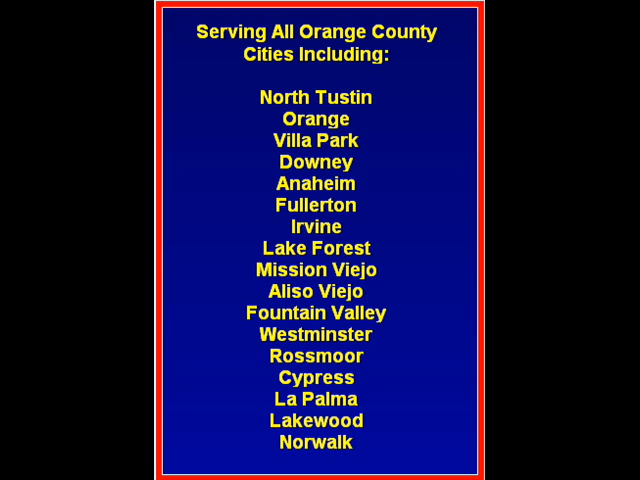 Serving All Orange County
Cities Including:
North Tustin
Orange
Villa Park
Downey
Anaheim
Fullerton
Irvine
Lake Forest
Mission Viejo
Aliso Viejo
Fountain Valley
Westminster
Rossmoor
Cypress
La Palma
Lakewood
Norwalk